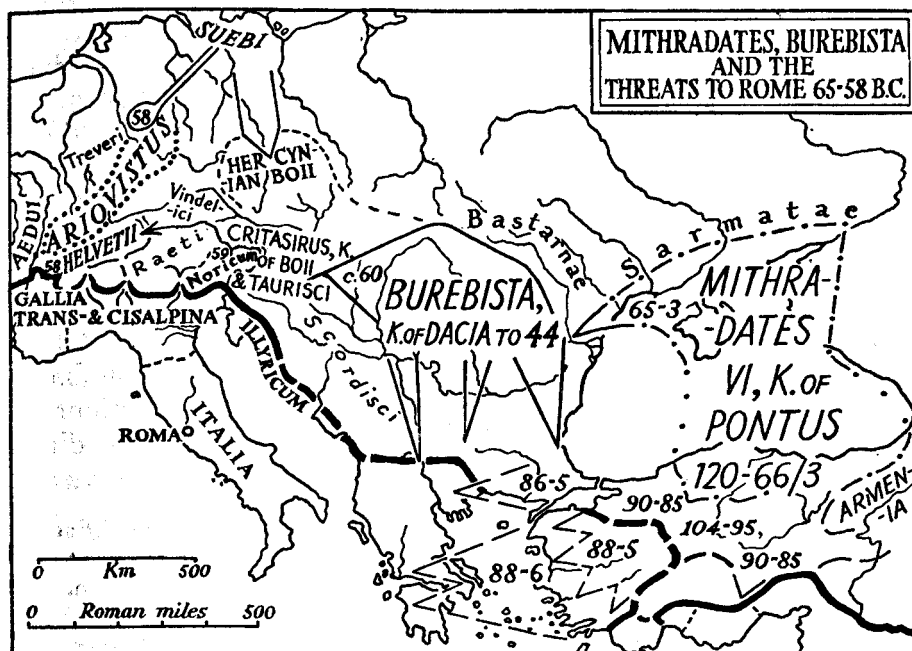 MITHRADATES, BUREBISTA
AND THE
THREATS TO ROME 65-58 B.C.
SUEBI
58
Treveri
ARIOVISTUS
HERCYN-
IAN BOII
AEDUI
Vindel-
ici
HELVETII
58
Raeti
Noricum
50
CRITASIRUS, K.
OF BOII
& TAURISCI
c.60
Bastarnae
Sarmatae
GALLIA
TRANS- & CISALPINA
ILLYRICUM
Scordisci
BUREBISTA,
K. OF DACIA TO 44
65-3
MITHRA-
-DATES
VI, K. OF
PONTUS
120-66/3
ROMA
ITALIA
ARMEN-
-IA
86-5
90-85
104-95,
88-5
90-85
88-6
0 Km 500
0 Roman miles 500